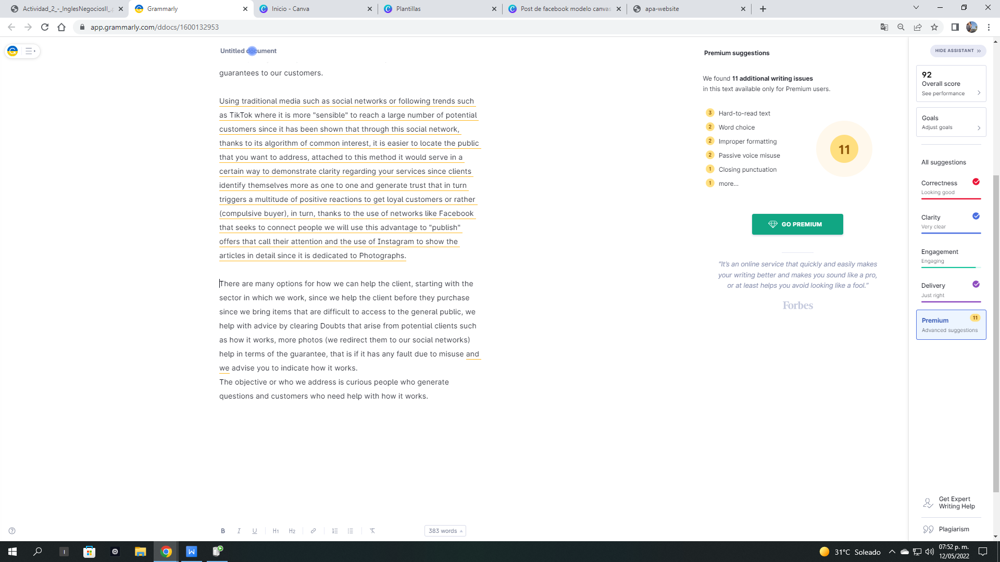 Actividad_2_-_InglesNegociosII_.p
Grammarly
Inicio - Canva
Plantillas
Post de facebook modelo canvas
apa-website
app.grammarly.com/ddocs/1600132953
Untitled document
guarantees to our customers.
Using traditional media such as social networks or following trends such
as TikTok where it is more "sensible" to reach a large number of potential
customers since it has been shown that through this social network,
thanks to its algorithm of common interest, it is easier to locate the public
that you want to address, attached to this method it would serve in a
certain way to demonstrate clarity regarding your services since clients
identify themselves more as one to one and generate trust that in turn
triggers a multitude of positive reactions to get loyal customers or rather
(compulsive buyer), in turn, thanks to the use of networks like Facebook
that seeks to connect people we will use this advantage to "publish"
offers that call their attention and the use of Instagram to show the
articles in detail since it is dedicated to Photographs.
There are many options for how we can help the client, starting with the
sector in which we work, since we help the client before they purchase
since we bring items that are difficult to access to the general public, we
help with advice by clearing Doubts that arise from potential clients such
as how it works, more photos (we redirect them to our social networks)
help in terms of the guarantee, that is if it has any fault due to misuse and
we advise you to indicate how it works.
The objective or who we address is curious people who generate
questions and customers who need help with how it works.
B I U H1 H2
383 words
Premium suggestions
We found 11 additional writing issues
in this text available only for Premium users.
3 Hard-to-read text
2 Word choice
2 Improper formatting
2 Passive voice misuse
1 Closing punctuation
1 more...
11
GO PREMIUM
“It’s an online service that quickly and easily makes
your writing better and makes you sound like a pro,
or at least helps you avoid looking like a fool.”
Forbes
HIDE ASSISTANT
92
Overall score
See performance
Goals
Adjust goals
All suggestions
Correctness
Looking good
Clarity
Very clear
Engagement
Engaging
Delivery
Just right
Premium 11
Advanced suggestions
Get Expert
Writing Help
Plagiarism
31°C Soleado
07:52 p. m.
12/05/2022